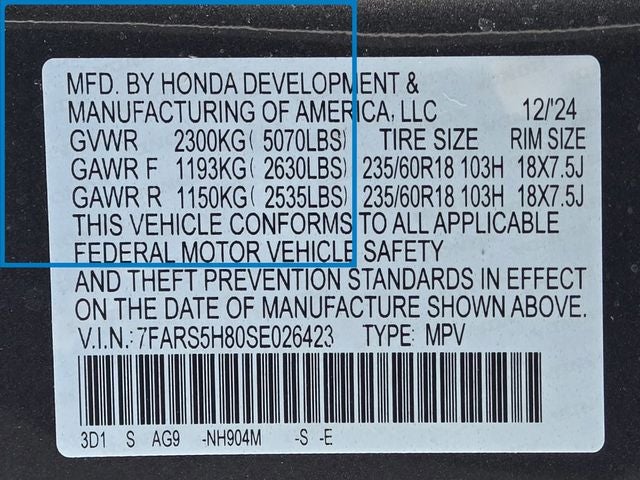 MFD. BY HONDA DEVELOPMENT &
MANUFACTURING OF AMERICA, LLC 12/'24
GVWR 2300KG( 5070LBS) TIRE SIZE RIM SIZE
GAWR F 1193KG( 2630LBS) 235/60R18 103H 18X7.5J
GAWR R 1150KG( 2535LBS) 235/60R18 103H 18X7.5J
THIS VEHICLE CONFORMS TO ALL APPLICABLE
FEDERAL MOTOR VEHICLE SAFETY
AND THEFT PREVENTION STANDARDS IN EFFECT
ON THE DATE OF MANUFACTURE SHOWN ABOVE.
V.I.N.: 7FARS5H80SE026423 TYPE: MPV
3D1 S AG9 -NH904M -S -E